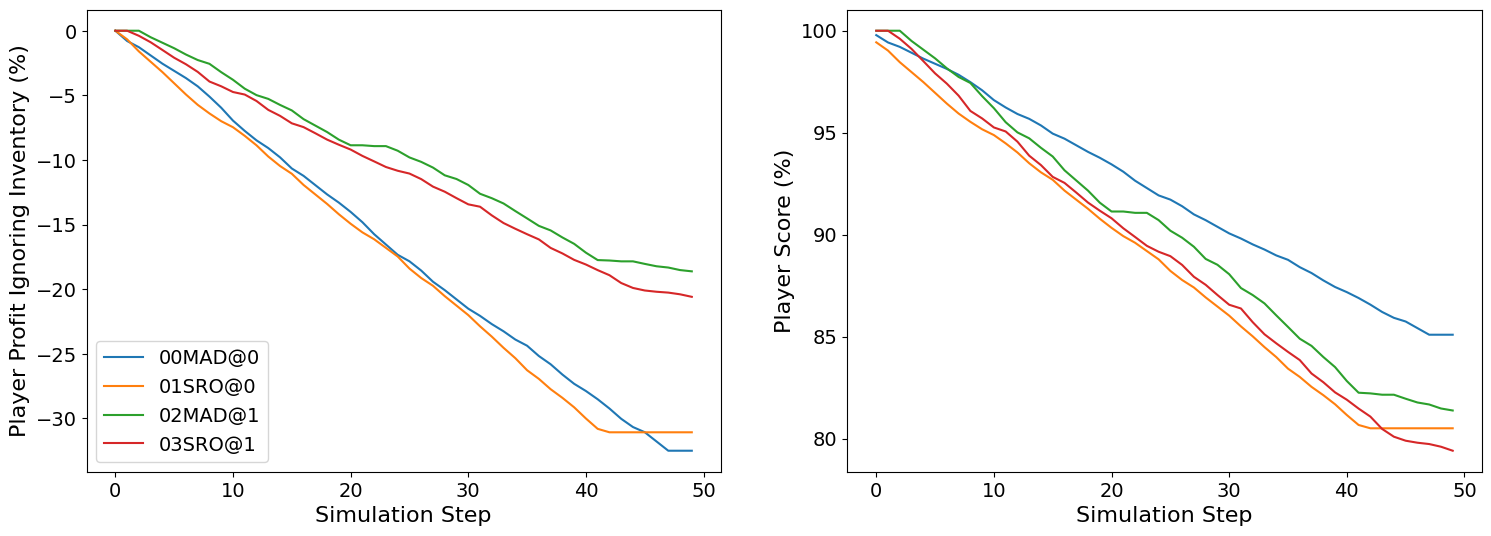 Player Profit Ignoring Inventory (%)
0
−5
−10
−15
−20
−25
−30
00MAD@0
01SRO@0
02MAD@1
03SRO@1
0 10 20 30 40 50
Simulation Step
Player Score (%)
100
95
90
85
80
0 10 20 30 40 50
Simulation Step